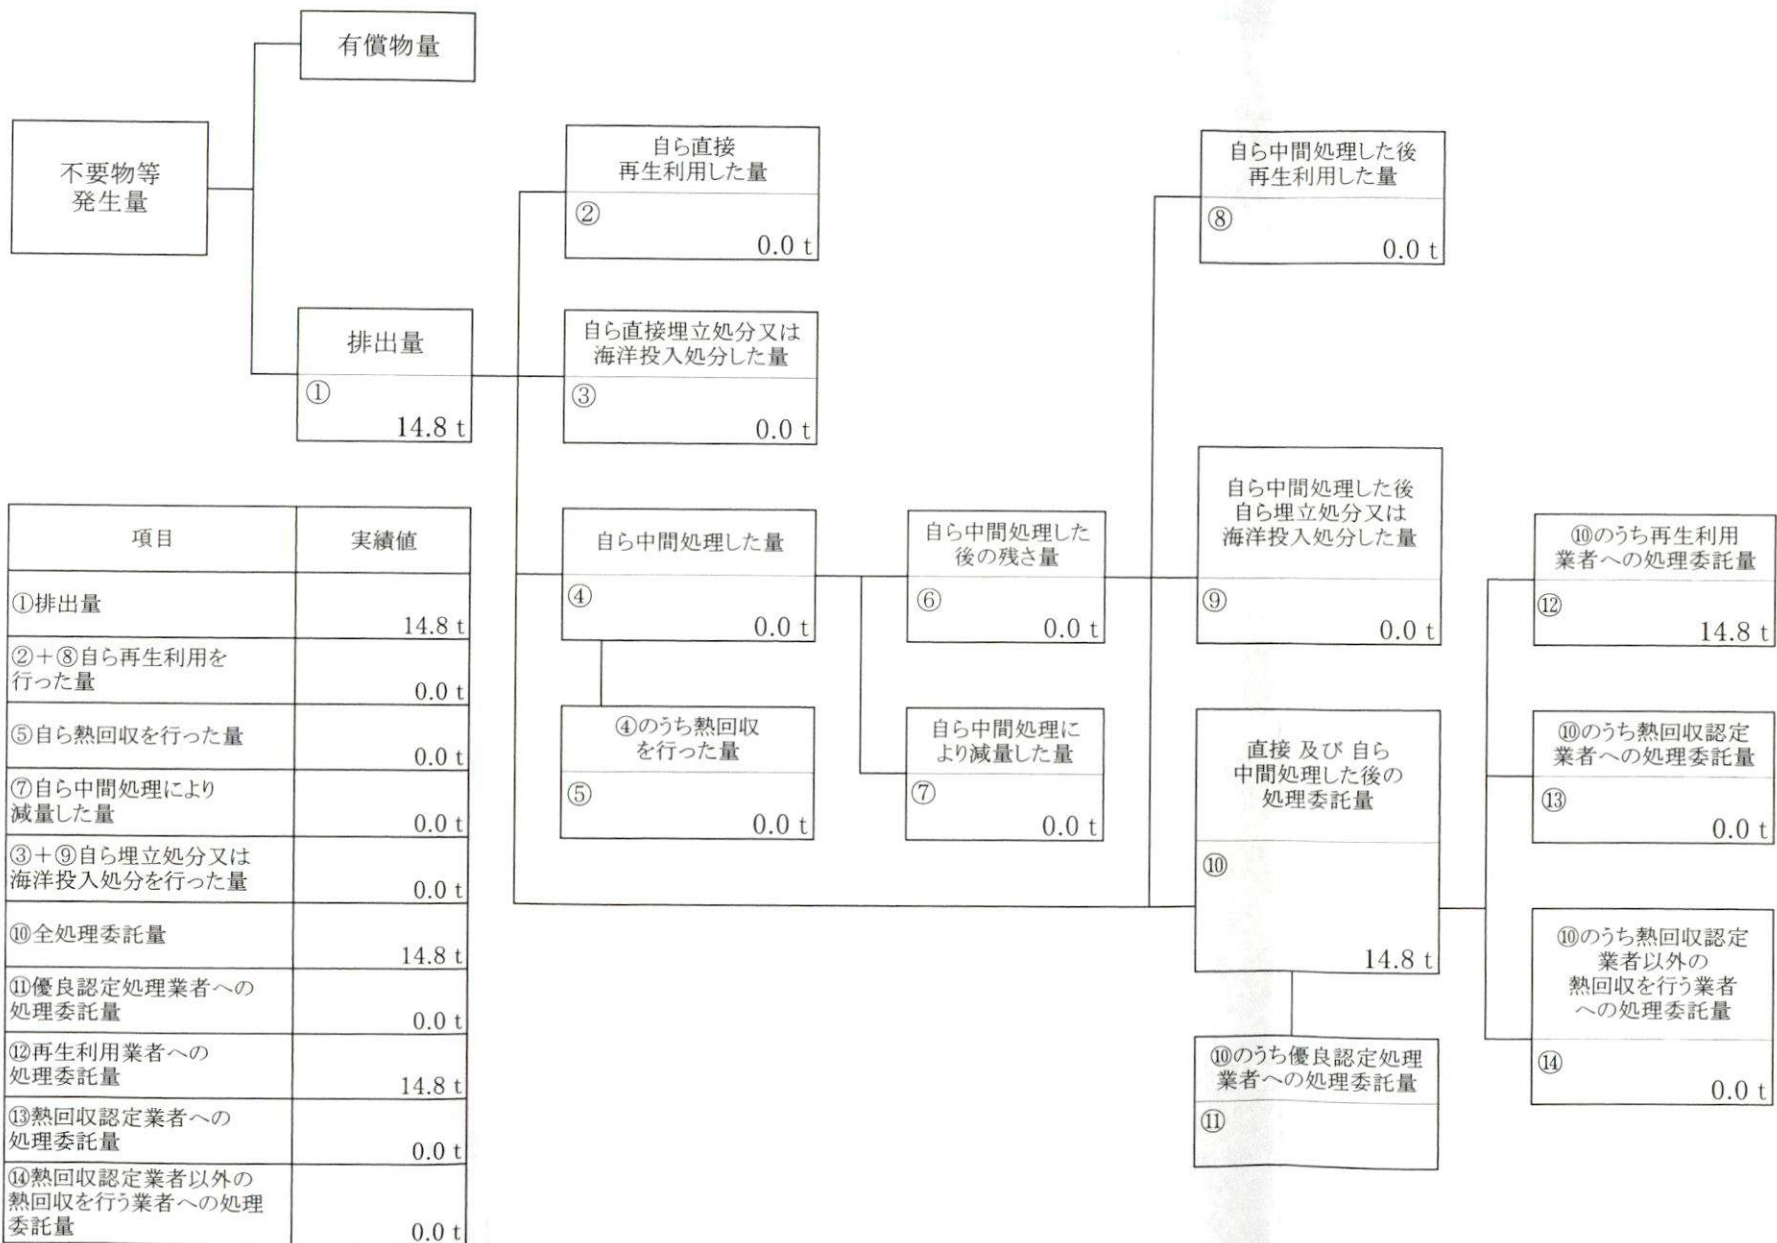 有償物量
不要物等
発生量
排出量
①
14.8 t
自ら直接
再生利用した量
②
0.0 t
自ら直接埋立処分又は
海洋投入処分した量
③
0.0 t
自ら中間処理した量
④
0.0 t
④のうち熱回収
を行った量
⑤
0.0 t
自ら中間処理した
後の残さ量
⑥
0.0 t
自ら中間処理に
より減量した量
⑦
0.0 t
自ら中間処理した後
再生利用した量
⑧
0.0 t
自ら中間処理した後
自ら埋立処分又は
海洋投入処分した量
⑨
0.0 t
直接 及び 自ら
中間処理した後の
処理委託量
⑩
14.8 t
⑩のうち優良認定処理
業者への処理委託量
⑪
⑩のうち再生利用
業者への処理委託量
⑫
14.8 t
⑩のうち熱回収認定
業者への処理委託量
⑬
0.0 t
⑩のうち熱回収認定
業者以外の
熱回収を行う業者
への処理委託量
⑭
0.0 t
項目 実績値
①排出量
14.8 t
②+⑧自ら再生利用を
行った量
0.0 t
⑤自ら熱回収を行った量
0.0 t
⑦自ら中間処理により
減量した量
0.0 t
③+⑨自ら埋立処分又は
海洋投入処分を行った量
0.0 t
⑩全処理委託量
14.8 t
⑪優良認定処理業者への
処理委託量
0.0 t
⑫再生利用業者への
処理委託量
14.8 t
⑬熱回収認定業者への
処理委託量
0.0 t
⑭熱回収認定業者以外の
熱回収を行う業者への処理
委託量
0.0 t